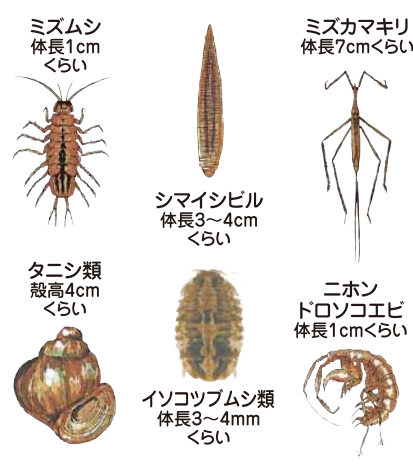 ミズムシ
体長1cm
くらい
シマイシビル
体長3〜4cm
くらい
ミズカマキリ
体長7cmくらい
タニシ類
殻高4cm
くらい
イソコツブムシ類
体長3〜4mm
くらい
ニホン
ドロソコエビ
体長1cmくらい